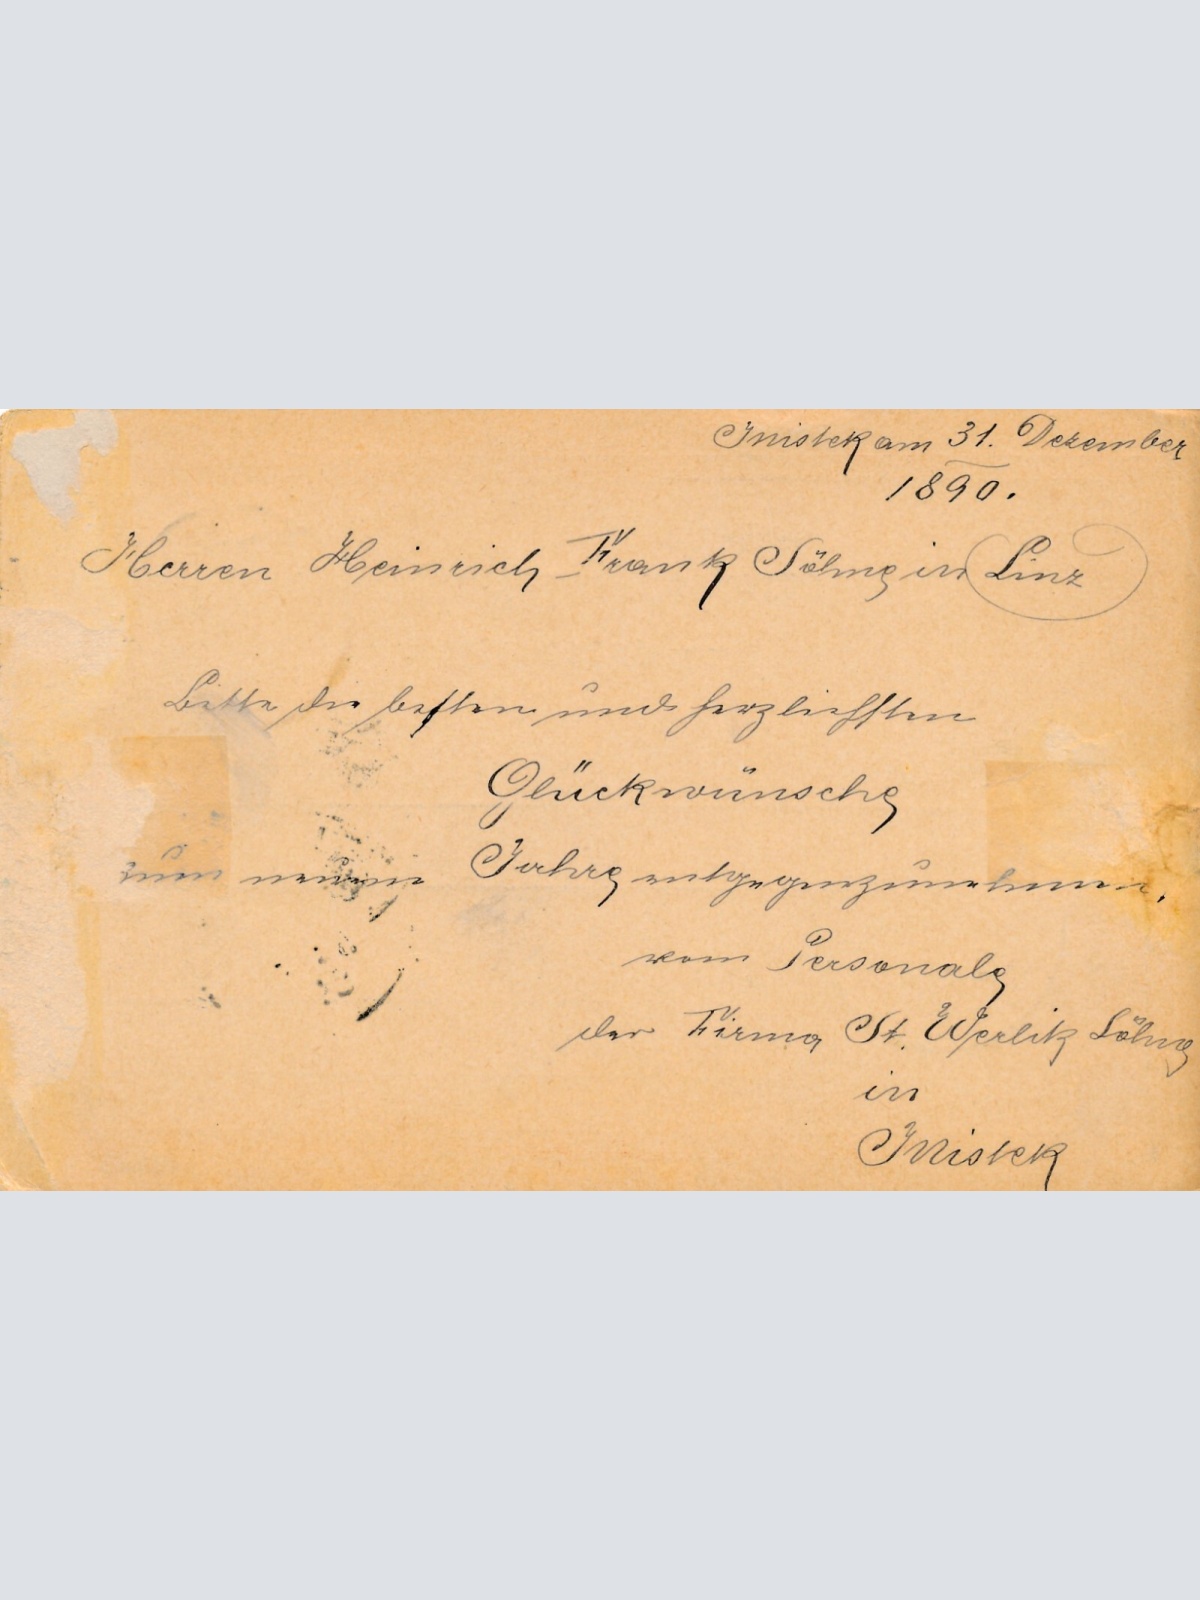 Mistek am 31. Dezember
1890.
Herren Heinrich Frank Söhne in Linz
Bitte die besten und herzlichsten
Glückwünsche
zum neuen Jahre entgegenzunehmen.
vom Personale
der Firma St. Werlik Söhne
in
Mistek